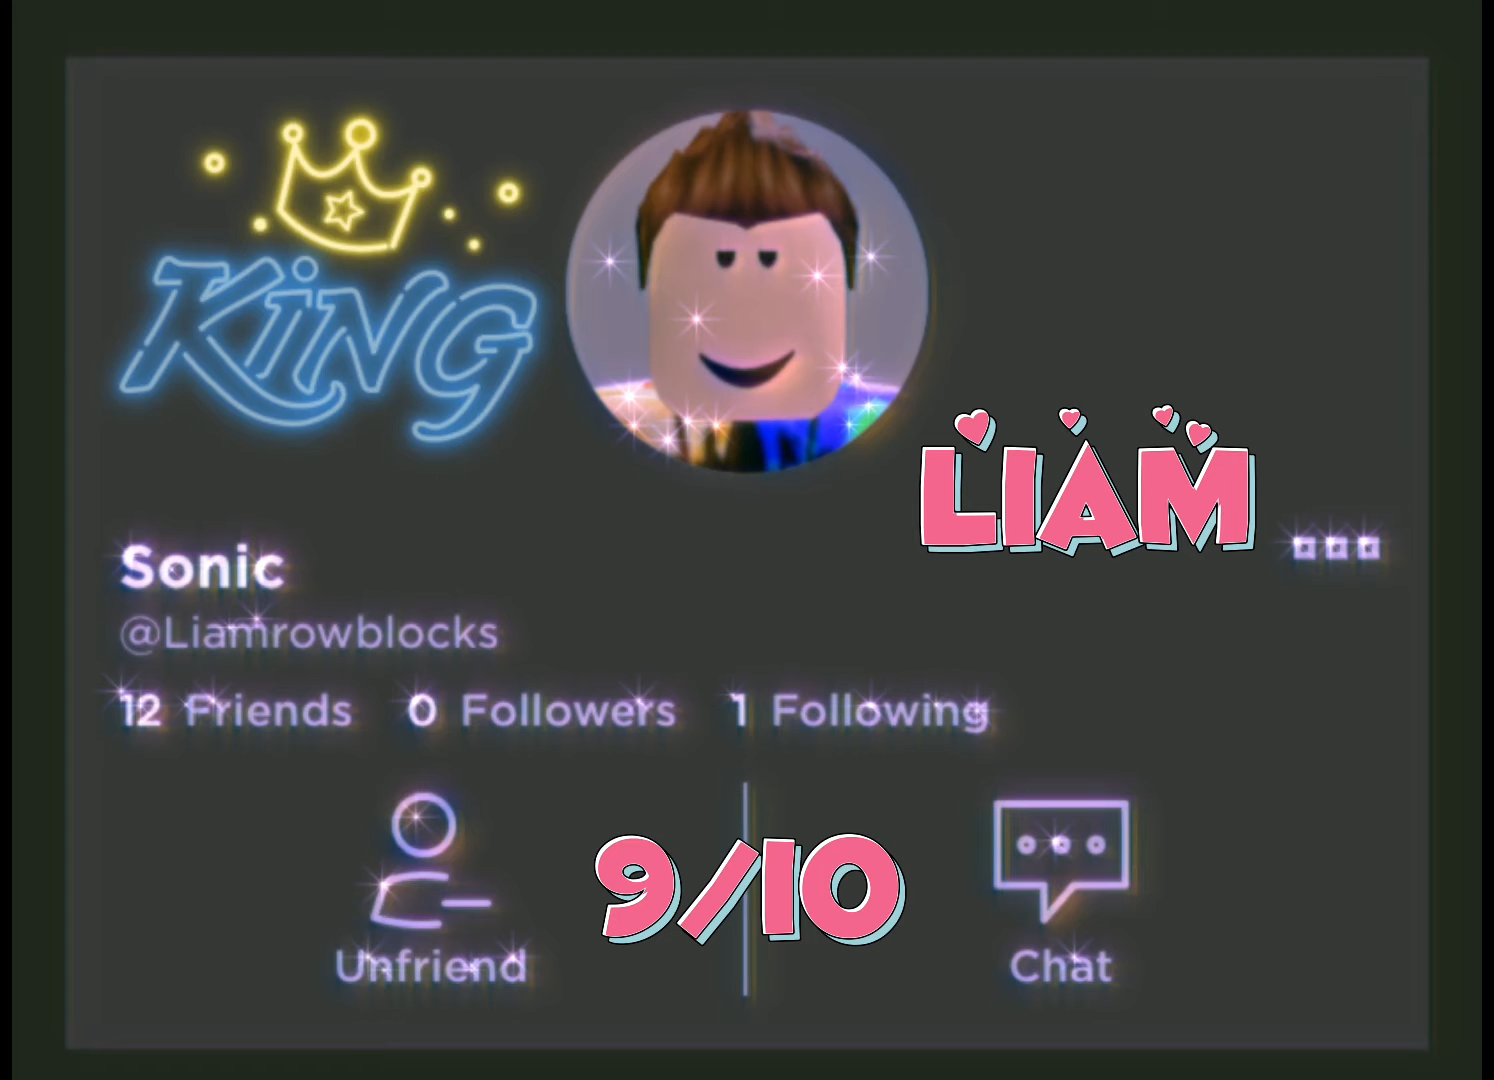 KiNG
LIAM
Sonic
@Liamrowblocks
12 Friends 0 Followers 1 Following
9/10
Unfriend Chat